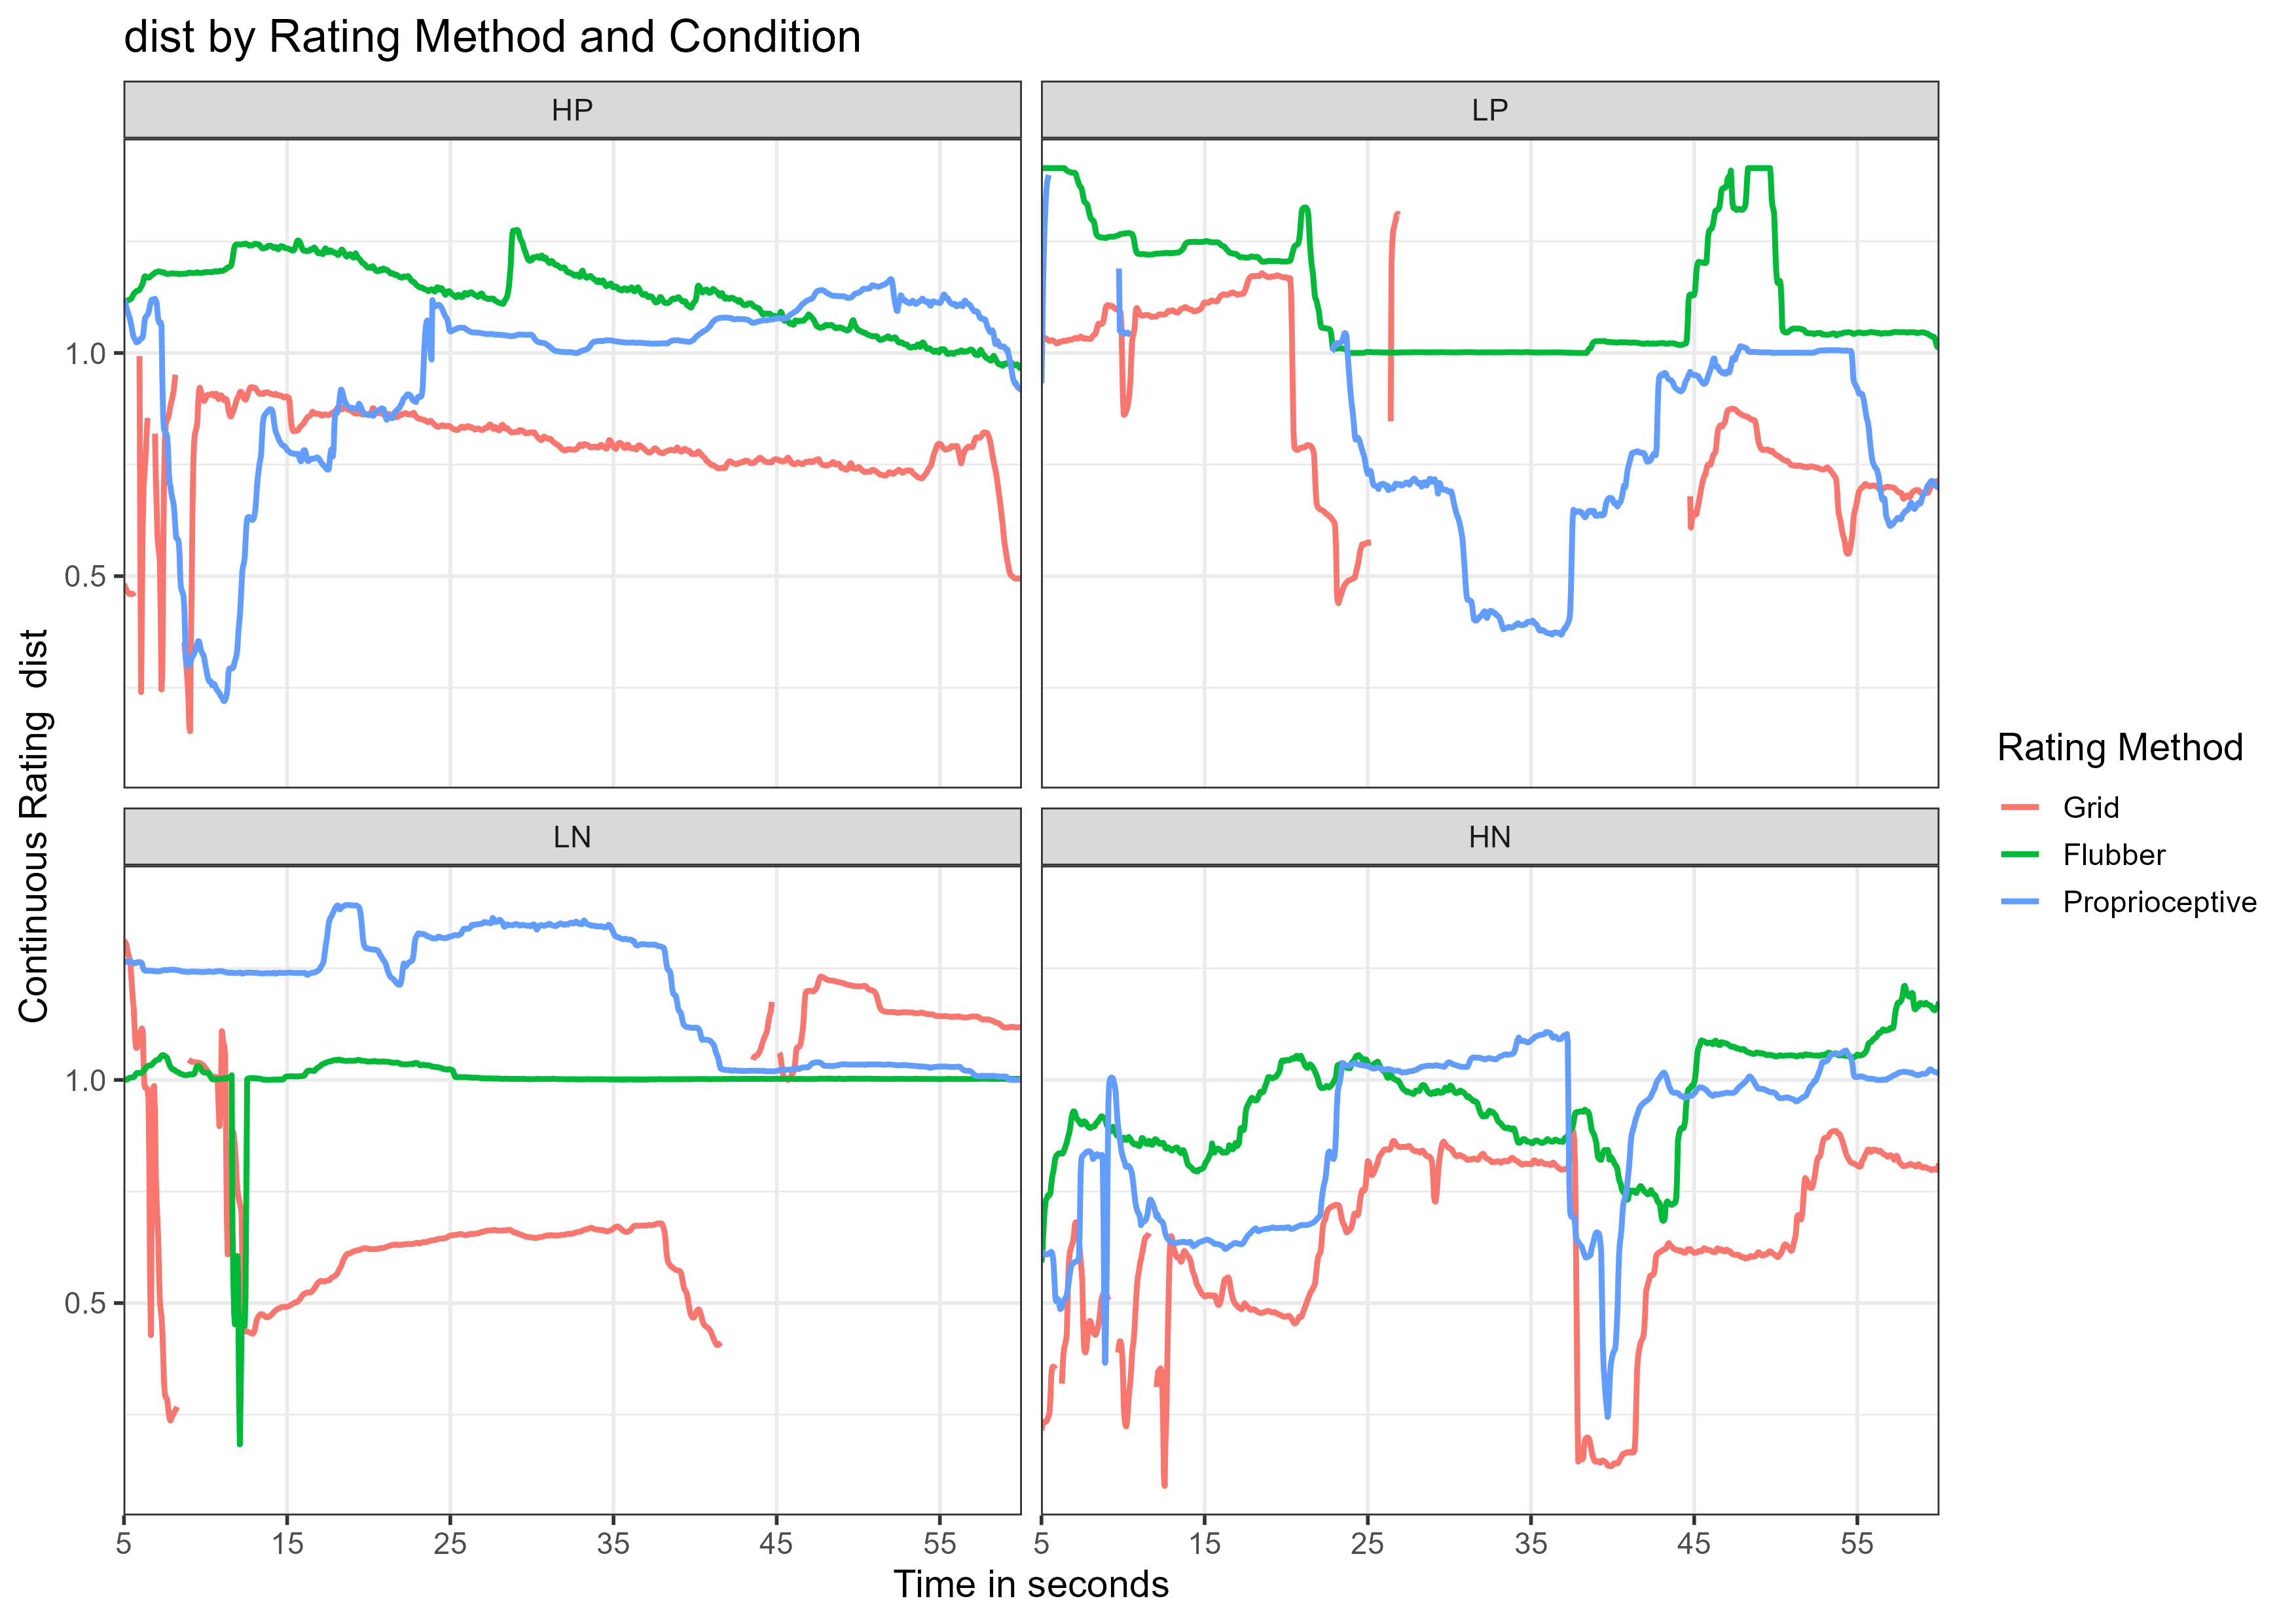 dist by Rating Method and Condition
HP
LP
1.0
0.5
LN
HN
1.0
0.5
5 15 25 35 45 55
5 15 25 35 45 55
Time in seconds
Continuous Rating  dist
Rating Method
Grid
Flubber
Proprioceptive